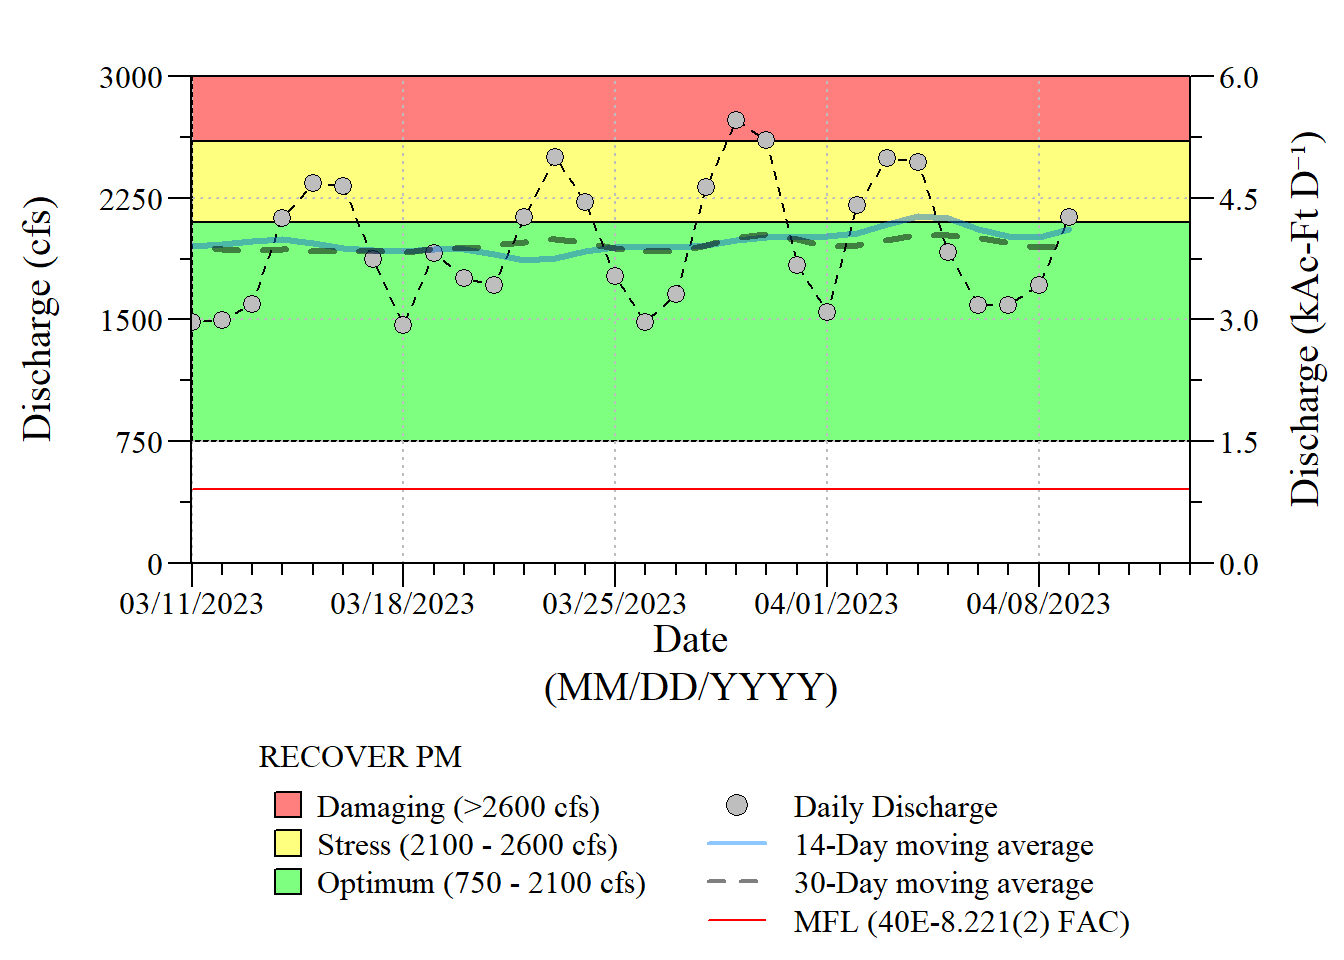 3000
2250
1500
750
0
Discharge (cfs)
6.0
4.5
3.0
1.5
0.0
Discharge (kAc-Ft D⁻¹)
03/11/2023
03/18/2023
03/25/2023
04/01/2023
04/08/2023
Date
(MM/DD/YYYY)
RECOVER PM
Damaging (>2600 cfs)
Stress (2100 - 2600 cfs)
Optimum (750 - 2100 cfs)
Daily Discharge
14-Day moving average
30-Day moving average
MFL (40E-8.221(2) FAC)